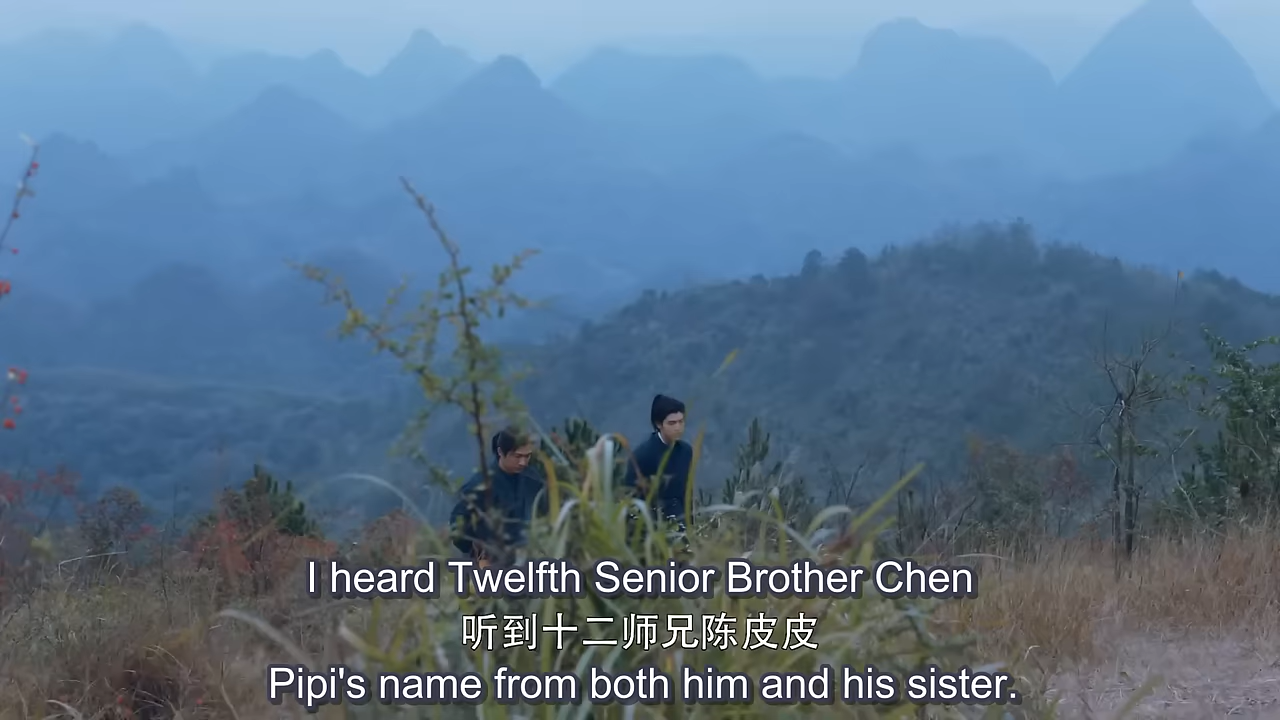 I heard Twelfth Senior Brother Chen
听到十二师兄陈皮皮
Pipi's name from both him and his sister.